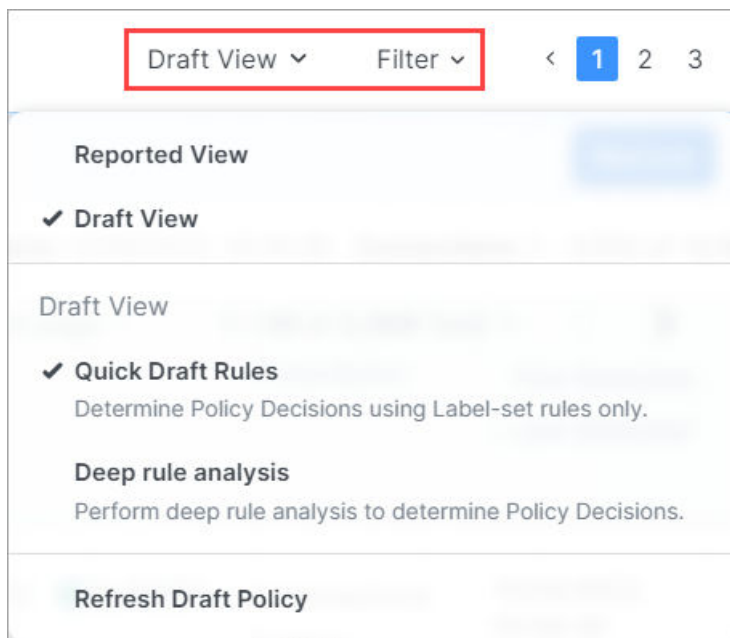 Draft View Filter 1 2 3
Reported View
Draft View
Draft View
Quick Draft Rules
Determine Policy Decisions using Label-set rules only.
Deep rule analysis
Perform deep rule analysis to determine Policy Decisions.
Refresh Draft Policy